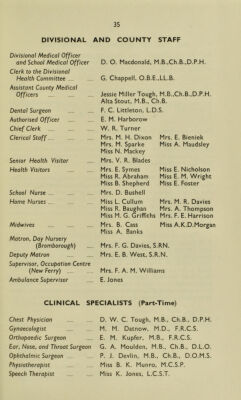 35
DIVISIONAL AND COUNTY STAFF
Divisional Medical Officer
and School Medical Officer D. O. Macdonald, M.B.,Ch.B.,D.P.H.
Clerk to the Divisional
Health Committee ... ... G. Chappell, O.B.E.,LL.B.
Assistant County Medical
Officers ... ... ... Jessie Miller Tough, M.B.,Ch.B.,D.P.H.
Alta Stout, M.B., Ch.B.
Dental Surgeon ... ... F. C. Littleton, L.D.S.
Authorised Officer ... ... E. M. Harborow
Chief Clerk ... ... ... W. R. Turner
Clerical Staff ... ... ... Mrs. M. H. Dixon Mrs. E. Bieniek
Mrs. M. Sparke Miss A. Maudsley
Miss N. Mackey
Senior Health Visitor ... Mrs. V. R. Blades
Health Visitors ... ... Mrs. E. Symes Miss E. Nicholson
Miss R. Abraham Miss E. M. Wright
Miss B. Shepherd Miss E. Foster
School Nurse ... ... ... Mrs. D. Bushell
Home Nurses ... ... ... Miss L. Cullum Mrs. M. R. Davies
Miss R. Baughan Mrs. A. Thompson
Miss M. G. Griffiths Mrs. F. E. Harrison
Midwives ... ... ... Mrs. B. Cass Miss A.K.D.Morgan
Miss A. Banks
Matron, Day Nursery
(Bromborough) ... Mrs. F. G. Davies, S.R.N.
Deputy Matron ... ... Mrs. E. B. West, S.R.N.
Supervisor, Occupation Centre
(New Ferry) ... ... Mrs. F. A. M. Williams
Ambulance Supervisor ... E. Jones
CLINICAL SPECIALISTS (Part-Time)
Chest Physician ... ... D. W. C. Tough, M.B., Ch.B., D.P.H.
Gynaecologist ... ... M. M. Datnow, M.D., F.R.C.S.
Orthopaedic Surgeon ... E. M. Kupfer, M.B., F.R.C.S.
Ear, Nose, and Throat Surgeon G. A. Moulden, M.B., Ch.B., D.L.O.
Ophthalmic Surgeon ... ... P. J. Devlin, M.B., Ch.B., D.O.M.S.
Physiotherapist ... ... Miss B. K. Munro, M.C.S.P.
Speech Therapist ... ... Miss K. Jones, L.C.S.T.